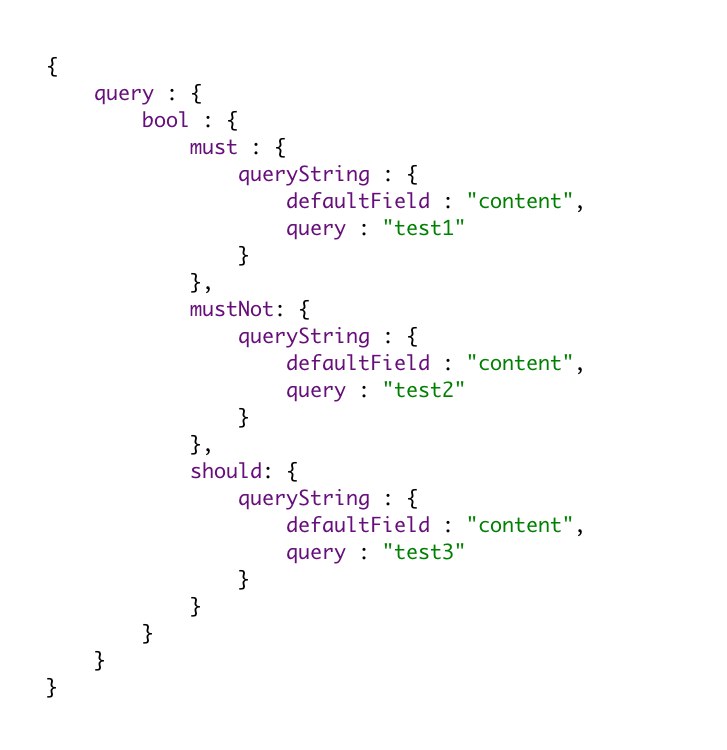 {
    query : {
        bool : {
            must : {
                queryString : {
                    defaultField : "content",
                    query : "test1"
                }
            },
            mustNot: {
                queryString : {
                    defaultField : "content",
                    query : "test2"
                }
            },
            should: {
                queryString : {
                    defaultField : "content",
                    query : "test3"
                }
            }
        }
    }
}